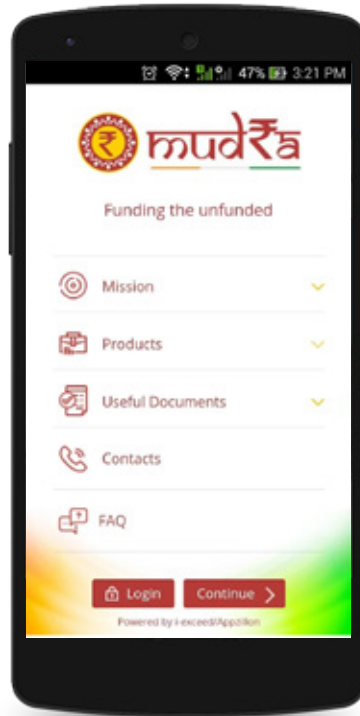 47% 3:21 PM
₹ mud₹a
Funding the unfunded
Mission
Products
Useful Documents
Contacts
FAQ
Login Continue
Powered by i-exceed/Appzillon